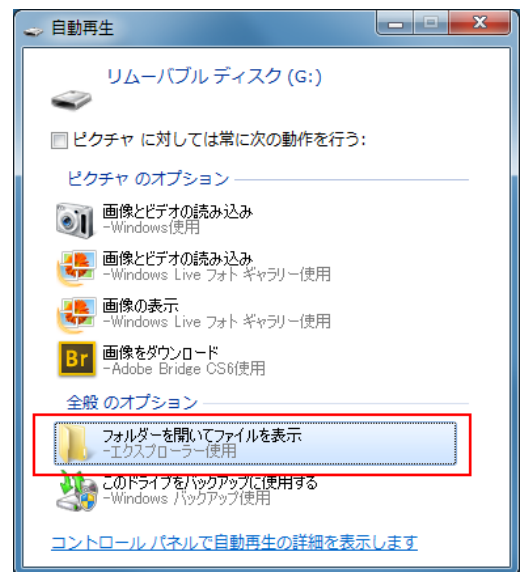 自動再生
リムーバブル ディスク (G:)
ピクチャ に対しては常に次の動作を行う:
ピクチャ のオプション
画像とビデオの読み込み
-Windows使用
画像とビデオの読み込み
-Windows Live フォト ギャラリー使用
画像の表示
-Windows Live フォト ギャラリー使用
Br
画像をダウンロード
-Adobe Bridge CS6使用
全般 のオプション
フォルダーを開いてファイルを表示
-エクスプローラー使用
このドライブをバックアップに使用する
-Windows バックアップ使用
コントロール パネルで自動再生の詳細を表示します